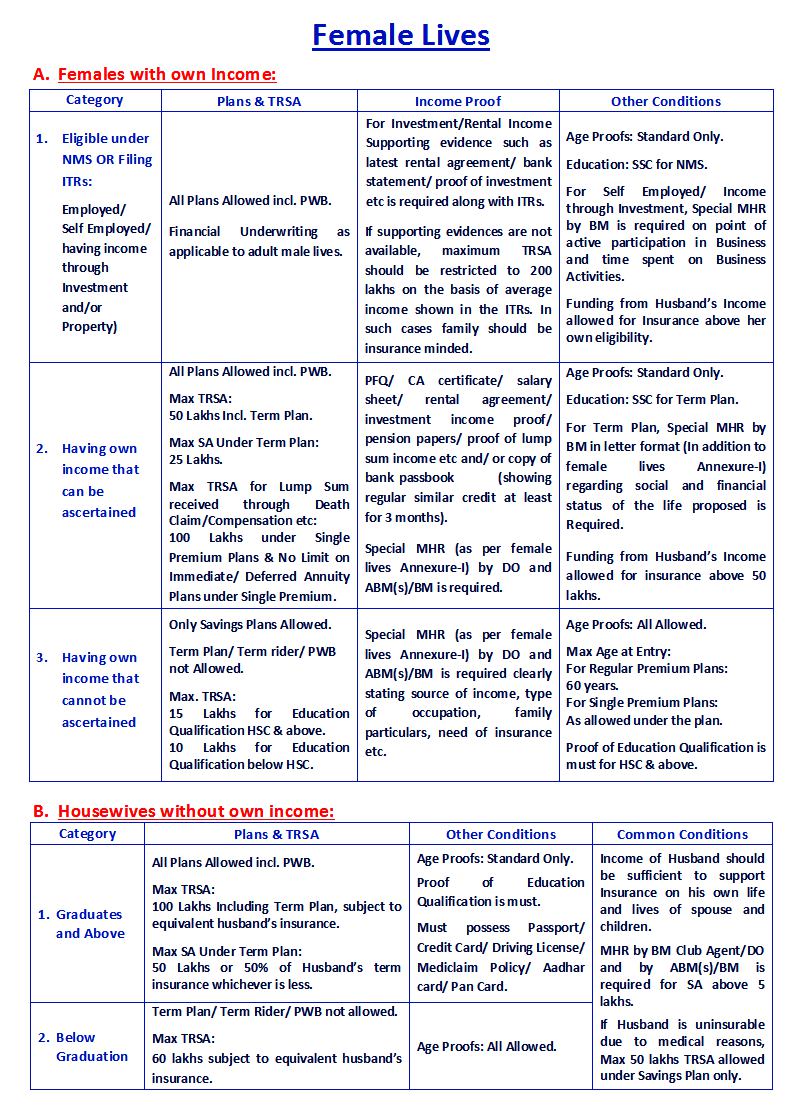 Female Lives
A. Females with own Income:
Category
Plans & TRSA
Income Proof
Other Conditions
1. Eligible under
NMS OR Filing
ITRs:
Employed/
Self Employed/
having income
through
Investment
and/or
Property)
All Plans Allowed incl. PWB.
Financial Underwriting as
applicable to adult male lives.
For Investment/Rental Income
Supporting evidence such as
latest rental agreement/ bank
statement/ proof of investment
etc is required along with ITRs.
If supporting evidences are not
available, maximum TRSA
should be restricted to 200
lakhs on the basis of average
income shown in the ITRs. In
such cases family should be
insurance minded.
Age Proofs: Standard Only.
Education: SSC for NMS.
For Self Employed/ Income
through Investment, Special MHR
by BM is required on point of
active participation in Business
and time spent on Business
Activities.
Funding from Husband's Income
allowed for Insurance above her
own eligibility.
2. Having own
income that
can be
ascertained
All Plans Allowed incl. PWB.
Max TRSA:
50 Lakhs Incl. Term Plan.
Max SA Under Term Plan:
25 Lakhs.
Max TRSA for Lump Sum
received through Death
Claim/Compensation etc:
100 Lakhs under Single
Premium Plans & No Limit on
Immediate/ Deferred Annuity
Plans under Single Premium.
PFQ/ CA certificate/ salary
sheet/ rental agreement/
investment income proof/
pension papers/ proof of lump
sum income etc and/ or copy of
bank passbook (showing
regular similar credit at least
for 3 months).
Special MHR (as per female
lives Annexure-I) by DO and
ABM(s)/BM is required.
Age Proofs: Standard Only.
Education: SSC for Term Plan.
For Term Plan, Special MHR by
BM in letter format (In addition to
female lives Annexure-I)
regarding social and financial
status of the life proposed is
Required.
Funding from Husband's Income
allowed for insurance above 50
lakhs.
3. Having own
income that
cannot be
ascertained
Only Savings Plans Allowed.
Term Plan/ Term rider/ PWB
not Allowed.
Max. TRSA:
15 Lakhs for Education
Qualification HSC & above.
10 Lakhs for Education
Qualification below HSC.
Special MHR (as per female
lives Annexure-I) by DO and
ABM(s)/BM is required clearly
stating source of income, type
of occupation, family
particulars, need of insurance
etc.
Age Proofs: All Allowed.
Max Age at Entry:
For Regular Premium Plans:
60 years.
For Single Premium Plans:
As allowed under the plan.
Proof of Education Qualification is
must for HSC & above.
B. Housewives without own income:
Category
Plans & TRSA
Other Conditions
Common Conditions
1. Graduates
and Above
All Plans Allowed incl. PWB.
Max TRSA:
100 Lakhs Including Term Plan, subject to
equivalent husband's insurance.
Max SA Under Term Plan:
50 Lakhs or 50% of Husband's term
insurance whichever is less.
Age Proofs: Standard Only.
Proof of Education
Qualification is must.
Must possess Passport/
Credit Card/ Driving License/
Mediclaim Policy/ Aadhar
card/ Pan Card.
Income of Husband should
be sufficient to support
Insurance on his own life
and lives of spouse and
children.
MHR by BM Club Agent/DO
and by ABM(s)/BM is
required for SA above 5
lakhs.
If Husband is uninsurable
due to medical reasons,
Max 50 lakhs TRSA allowed
under Savings Plan only.
2. Below
Graduation
Term Plan/ Term Rider/ PWB not allowed.
Max TRSA:
60 lakhs subject to equivalent husband's
insurance.
Age Proofs: All Allowed.